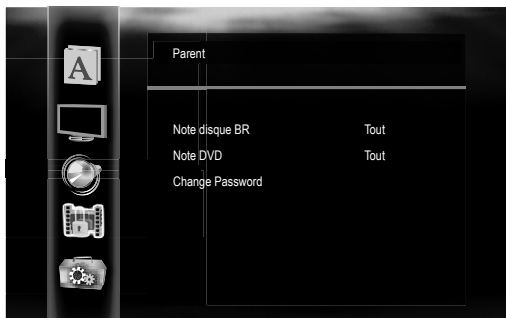 A
Parent
Note disque BR Tout
Note DVD Tout
Change Password